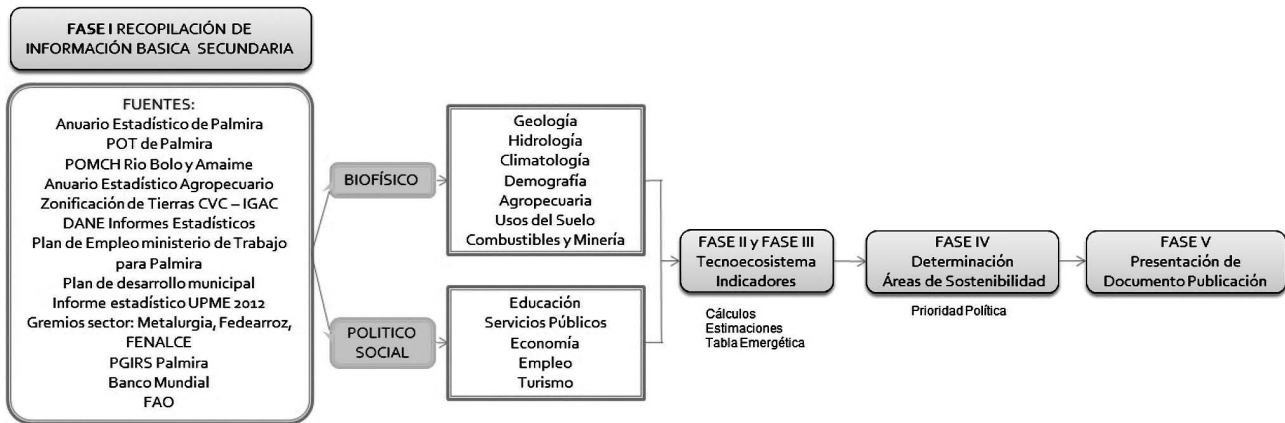 FASE I RECOPILACIÓN DE
INFORMACIÓN BASICA SECUNDARIA
FUENTES:
Anuario Estadístico de Palmira
POT de Palmira
POMCH Rio Bolo y Amaime
Anuario Estadístico Agropecuario
Zonificación de Tierras CVC – IGAC
DANE Informes Estadísticos
Plan de Empleo ministerio de Trabajo
para Palmira
Plan de desarrollo municipal
Informe estadístico UPME 2012
Gremios sector: Metalurgia, Fedearroz,
FENALCE
PGIRS Palmira
Banco Mundial
FAO
BIOFÍSICO
POLITICO
SOCIAL
Geología
Hidrología
Climatología
Demografía
Agropecuaria
Usos del Suelo
Combustibles y Minería
Educación
Servicios Públicos
Economía
Empleo
Turismo
FASE II y FASE III
Tecnoecosistema
Indicadores
Cálculos
Estimaciones
Tabla Emergética
FASE IV
Determinación
Áreas de Sostenibilidad
Prioridad Política
FASE V
Presentación de
Documento Publicación